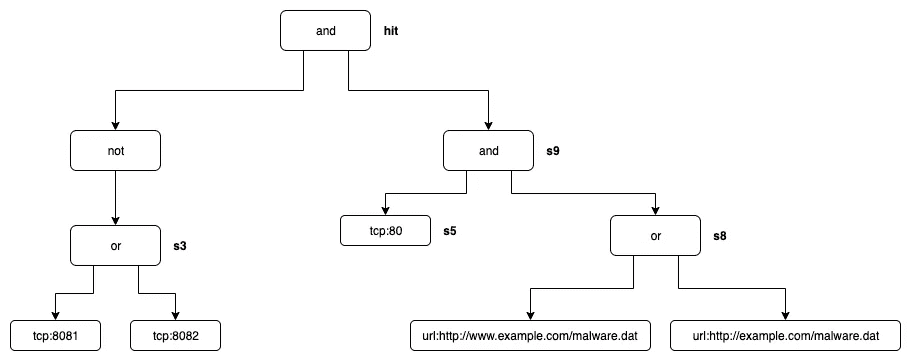 and hit
not
and s9
tcp:80 s5
or s3
or s8
tcp:8081 tcp:8082 url:http://www.example.com/malware.dat url:http://example.com/malware.dat